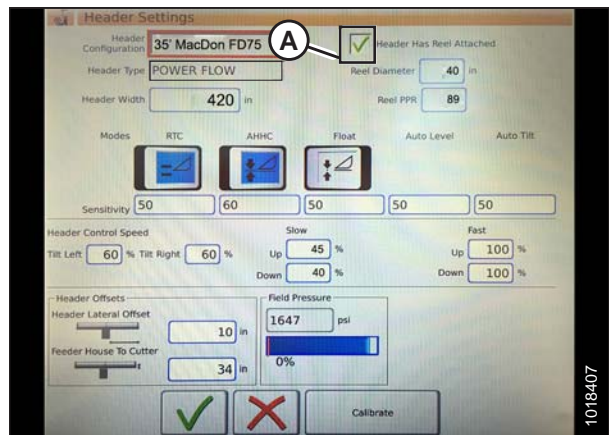 Header Settings
Header Configuration 35' MacDon FD75
A
Header Has Reel Attached
Header Type POWER FLOW
Reel Diameter 40 in
Header Width 420 in
Reel PPR 89
Modes RTC AHHC Float Auto Level Auto Tilt
Sensitivity 50 60 50 50 50
Header Control Speed
Slow
Fast
Tilt Left 60 % Tilt Right 60 %
Up 45 %
Up 100 %
Down 40 %
Down 100 %
Header Offsets
Field Pressure
Header Lateral Offset
10 in
1647 psi
Feeder House To Cutter
34 in
0%
Calibrate
1018407